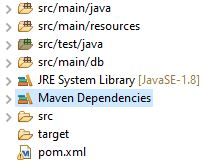 src/main/java
src/main/resources
src/test/java
src/main/db
JRE System Library [JavaSE-1.8]
Maven Dependencies
src
target
pom.xml